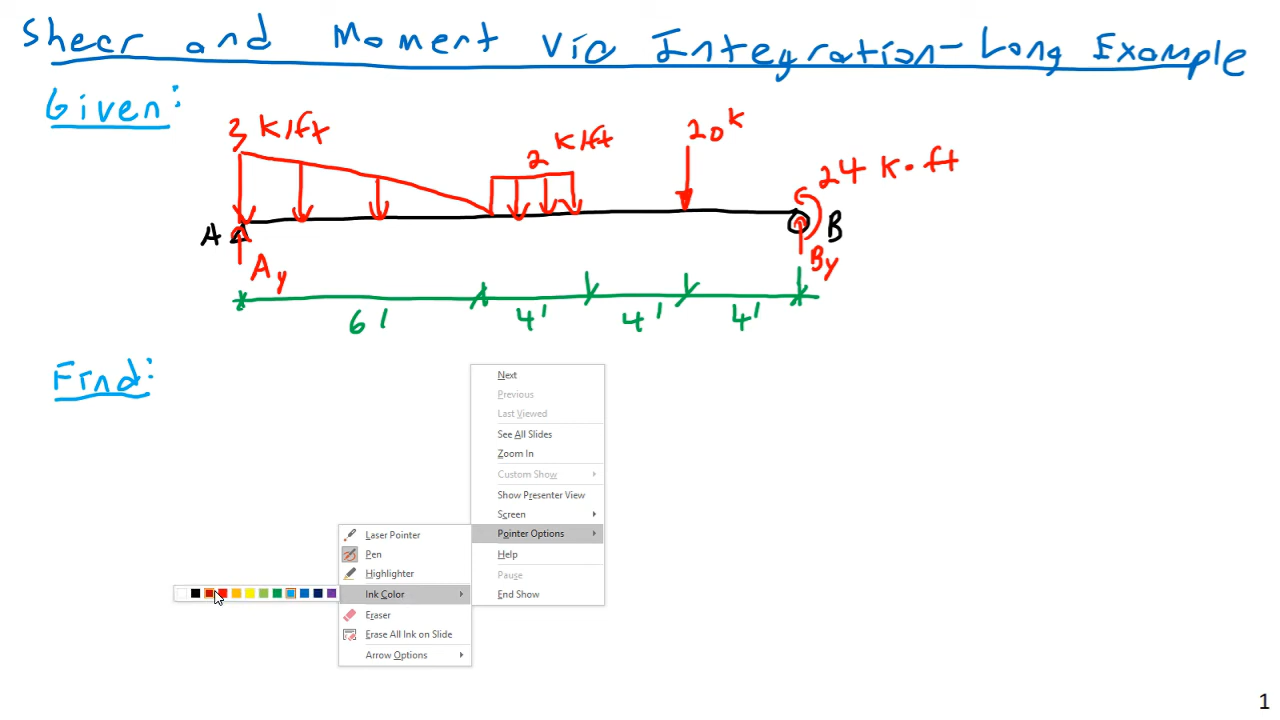 Shear and Moment Via Integration - Long Example
Given:
3 k/ft
2 k/ft
20k
24 k·ft
A
B
Ay
By
6' 4' 4' 4'
Find:
Next
Previous
Last Viewed
See All Slides
Zoom In
Custom Show
Show Presenter View
Screen
Pointer Options
Help
Pause
End Show
Laser Pointer
Pen
Highlighter
Ink Color
Eraser
Erase All Ink on Slide
Arrow Options
1